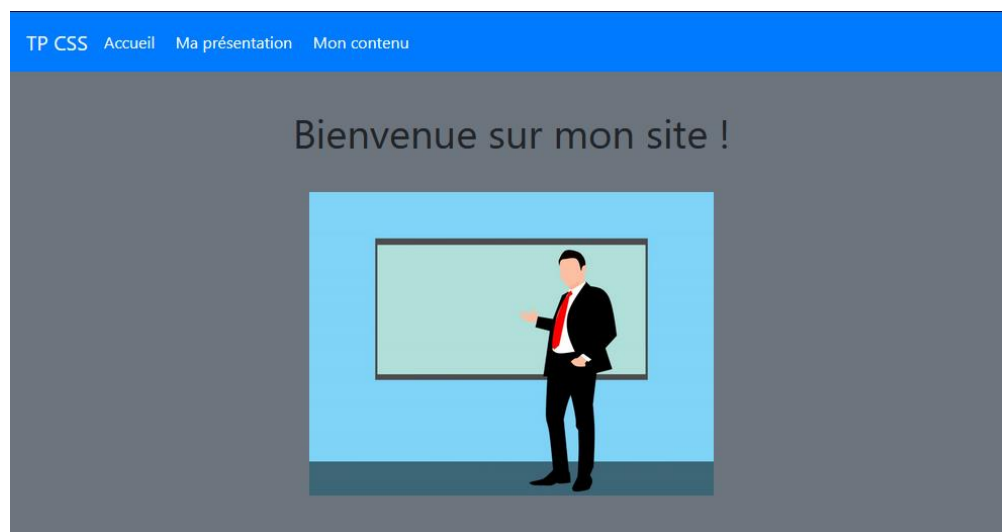 TP CSS Accueil Ma présentation Mon contenu
Bienvenue sur mon site !